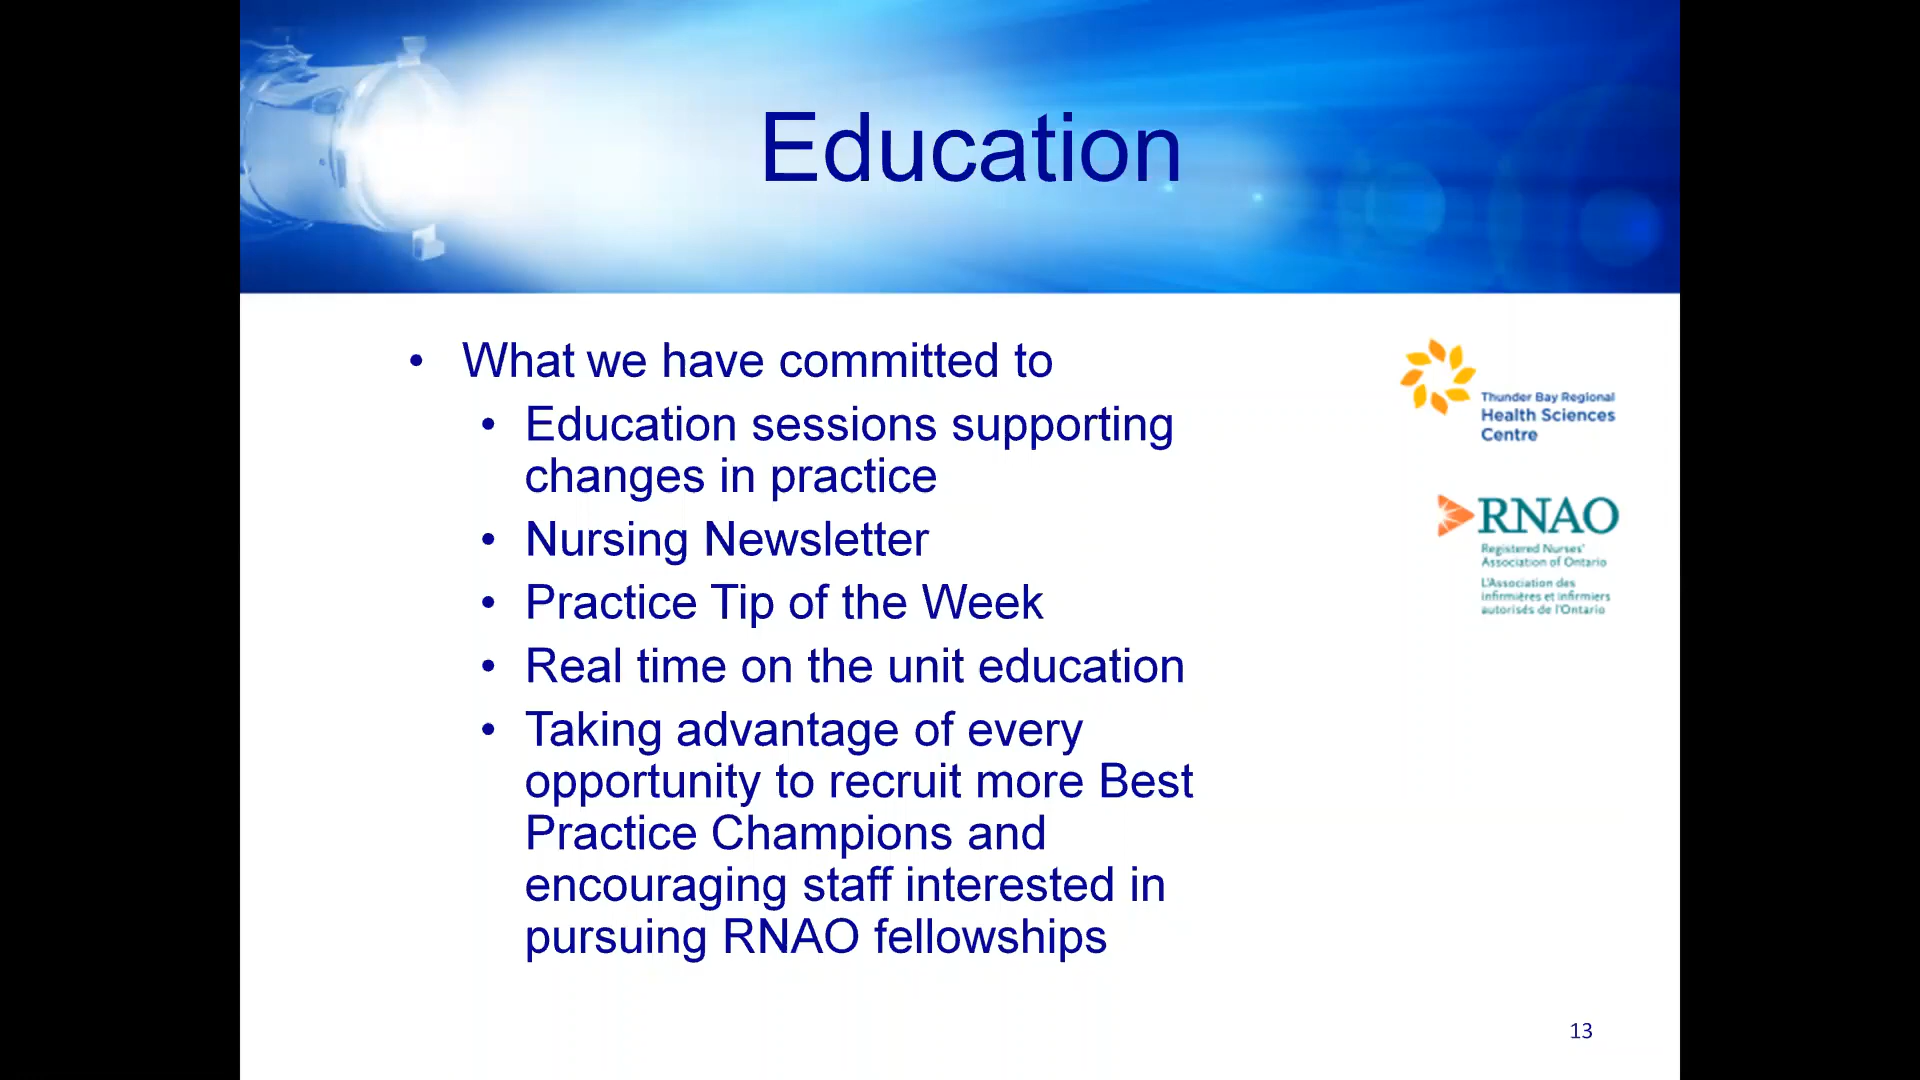 Education
• What we have committed to
• Education sessions supporting
changes in practice
• Nursing Newsletter
• Practice Tip of the Week
• Real time on the unit education
• Taking advantage of every
opportunity to recruit more Best
Practice Champions and
encouraging staff interested in
pursuing RNAO fellowships
Thunder Bay Regional
Health Sciences
Centre
RNAO
Registered Nurses'
Association of Ontario
L'Association des
infirmières et infirmiers
autorisés de l'Ontario
13